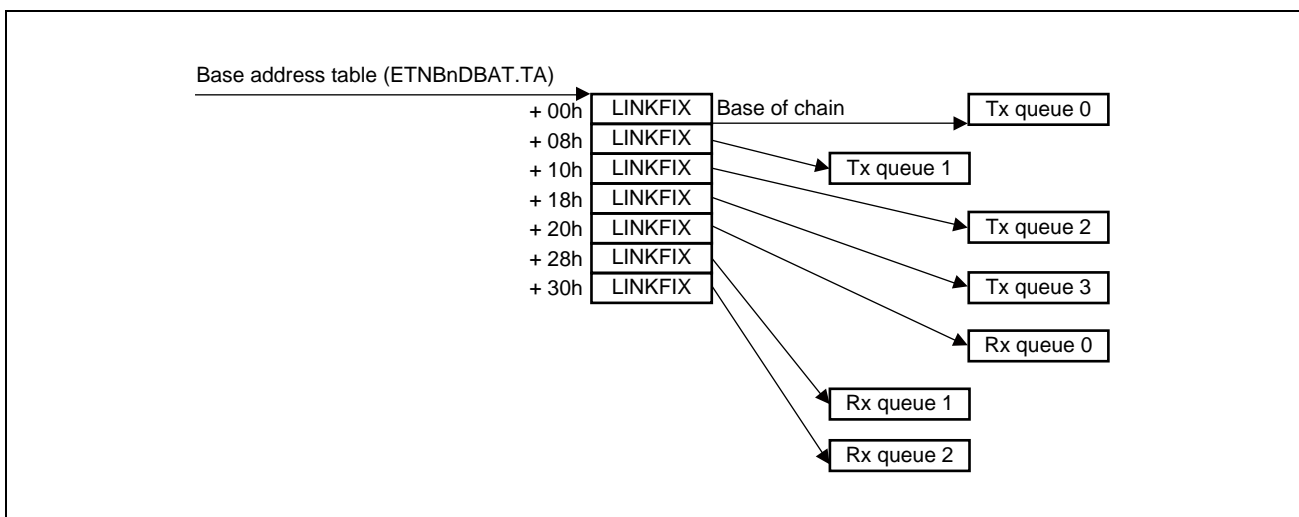 Base address table (ETNBnDBAT.TA)
+ 00h LINKFIX Base of chain Tx queue 0
+ 08h LINKFIX
Tx queue 1
+ 10h LINKFIX
+ 18h LINKFIX
Tx queue 2
+ 20h LINKFIX
+ 28h LINKFIX
+ 30h LINKFIX Tx queue 3
Rx queue 0
Rx queue 1
Rx queue 2